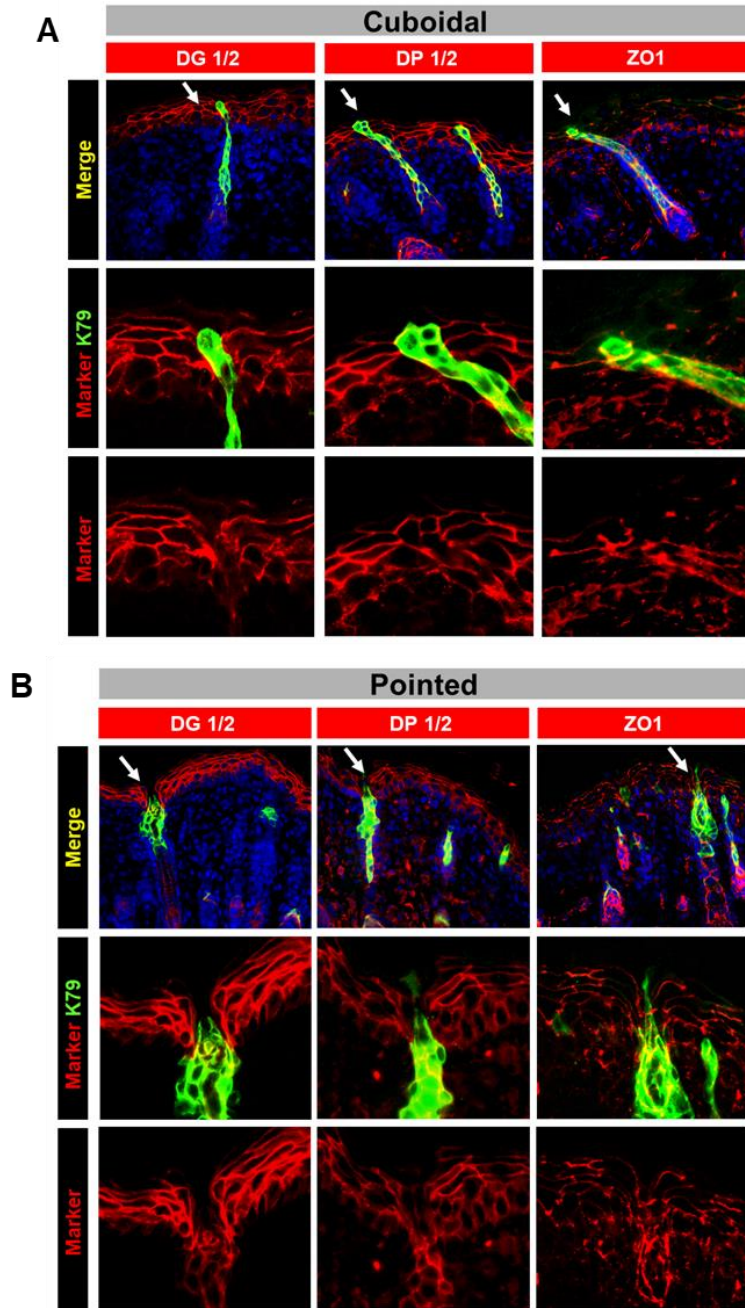 A
Cuboidal
DG 1/2 DP 1/2 ZO1
Merge
Marker K79
Marker
B
Pointed
DG 1/2 DP 1/2 ZO1
Merge
Marker K79
Marker